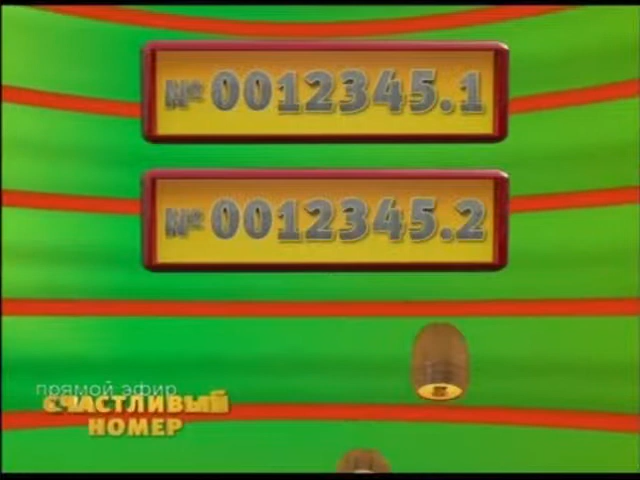 № 0012345.1
№ 0012345.2
прямой эфир
СЧАСТЛИВЫЙ
НОМЕР